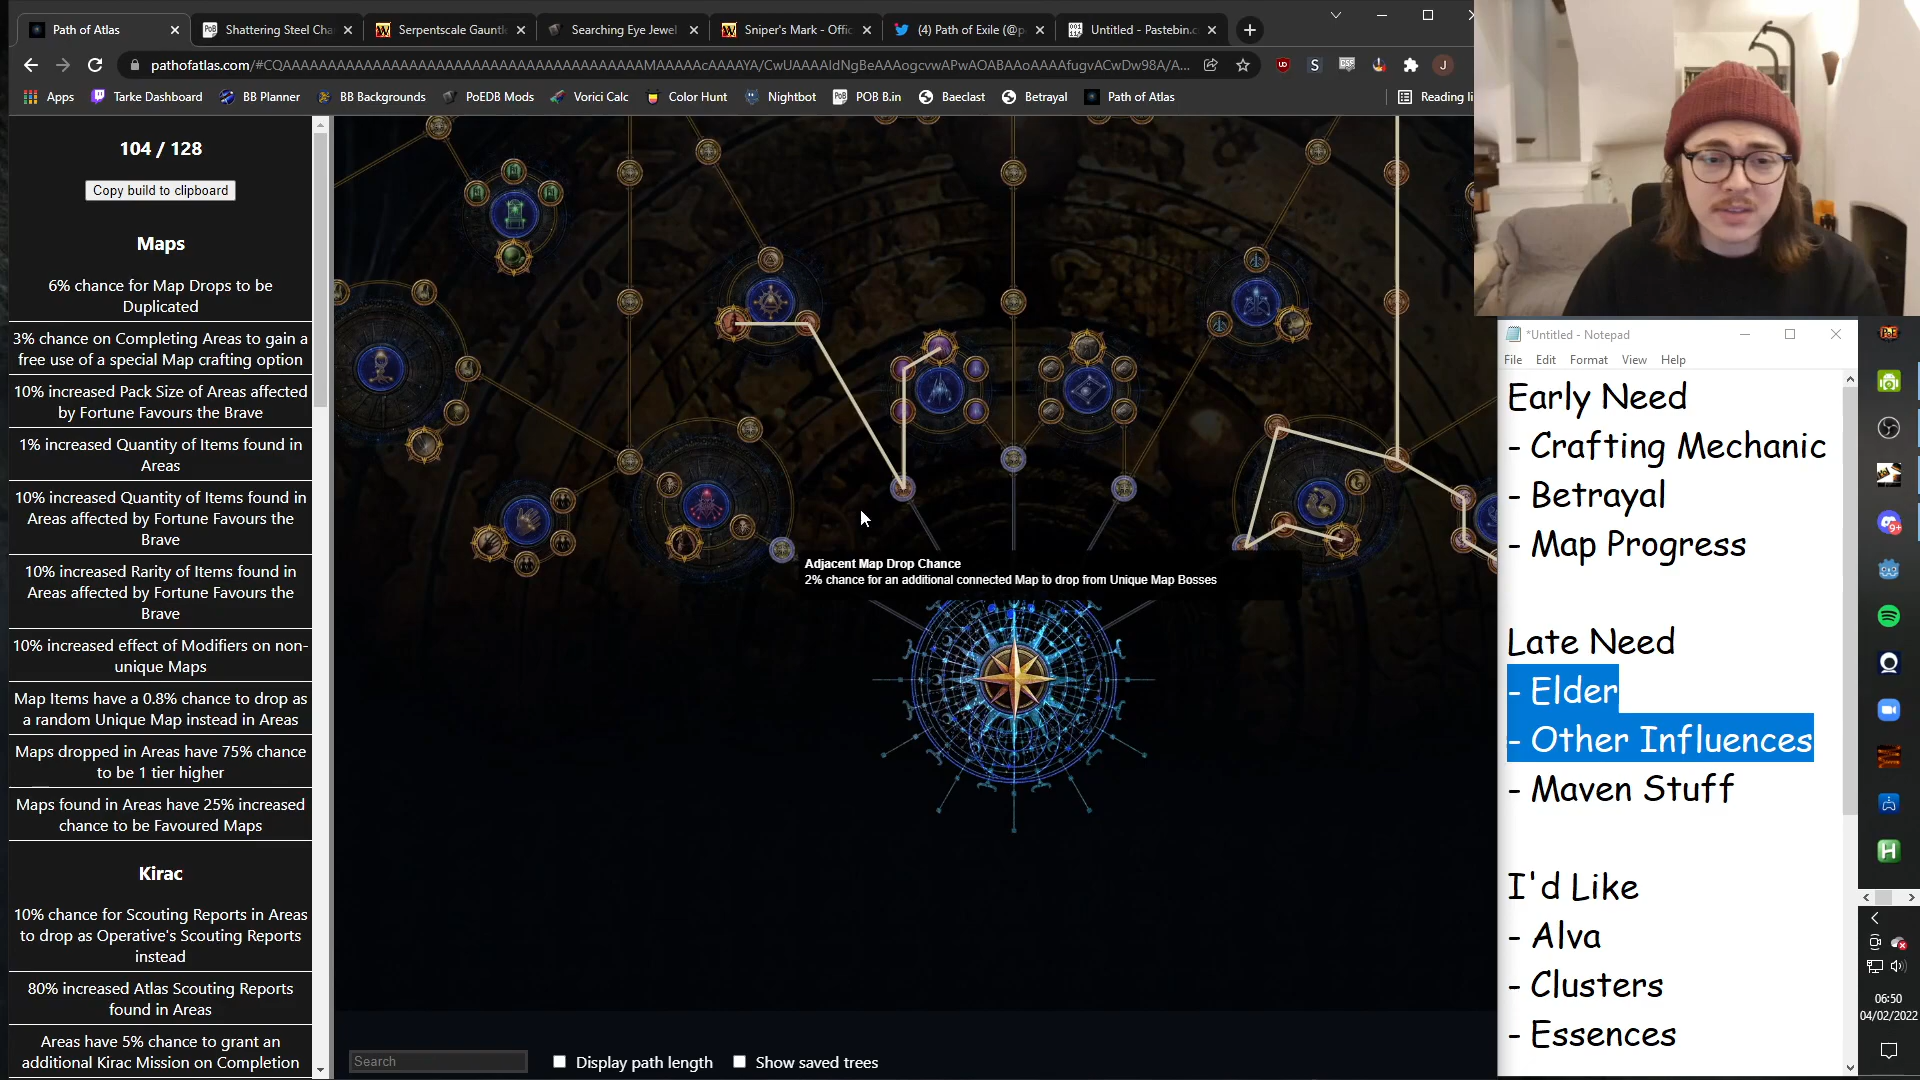 Path of Atlas
Shattering Steel Cha
Serpentscale Gauntl
Searching Eye Jewel
Sniper's Mark - Offic
(4) Path of Exile (@p
Untitled - Pastebin.c
pathofatlas.com/#CQAAAAAAAAAAAAAAAAAAAAAAAAAAAAAAAAAAAAAMAAAAAcAAAAYA/CwUAAAAIdNgBeAAAogcvwAPwAOABAAoAAAAfugvACwDw98A/A...
Apps
Tarke Dashboard
BB Planner
BB Backgrounds
PoEDB Mods
Vorici Calc
Color Hunt
Nightbot
POB B.in
Baeclast
Betrayal
Path of Atlas
Reading li
104 / 128
Copy build to clipboard
Maps
6% chance for Map Drops to be
Duplicated
3% chance on Completing Areas to gain a
free use of a special Map crafting option
10% increased Pack Size of Areas affected
by Fortune Favours the Brave
1% increased Quantity of Items found in
Areas
10% increased Quantity of Items found in
Areas affected by Fortune Favours the
Brave
10% increased Rarity of Items found in
Areas affected by Fortune Favours the
Brave
10% increased effect of Modifiers on non-
unique Maps
Map Items have a 0.8% chance to drop as
a random Unique Map instead in Areas
Maps dropped in Areas have 75% chance
to be 1 tier higher
Maps found in Areas have 25% increased
chance to be Favoured Maps
Kirac
10% chance for Scouting Reports in Areas
to drop as Operative's Scouting Reports
instead
80% increased Atlas Scouting Reports
found in Areas
Areas have 5% chance to grant an
additional Kirac Mission on Completion
Adjacent Map Drop Chance
2% chance for an additional connected Map to drop from Unique Map Bosses
Search
Display path length
Show saved trees
*Untitled - Notepad
File Edit Format View Help
Early Need
- Crafting Mechanic
- Betrayal
- Map Progress
Late Need
- Elder
- Other Influences
- Maven Stuff
I'd Like
- Alva
- Clusters
- Essences
06:50
04/02/2022